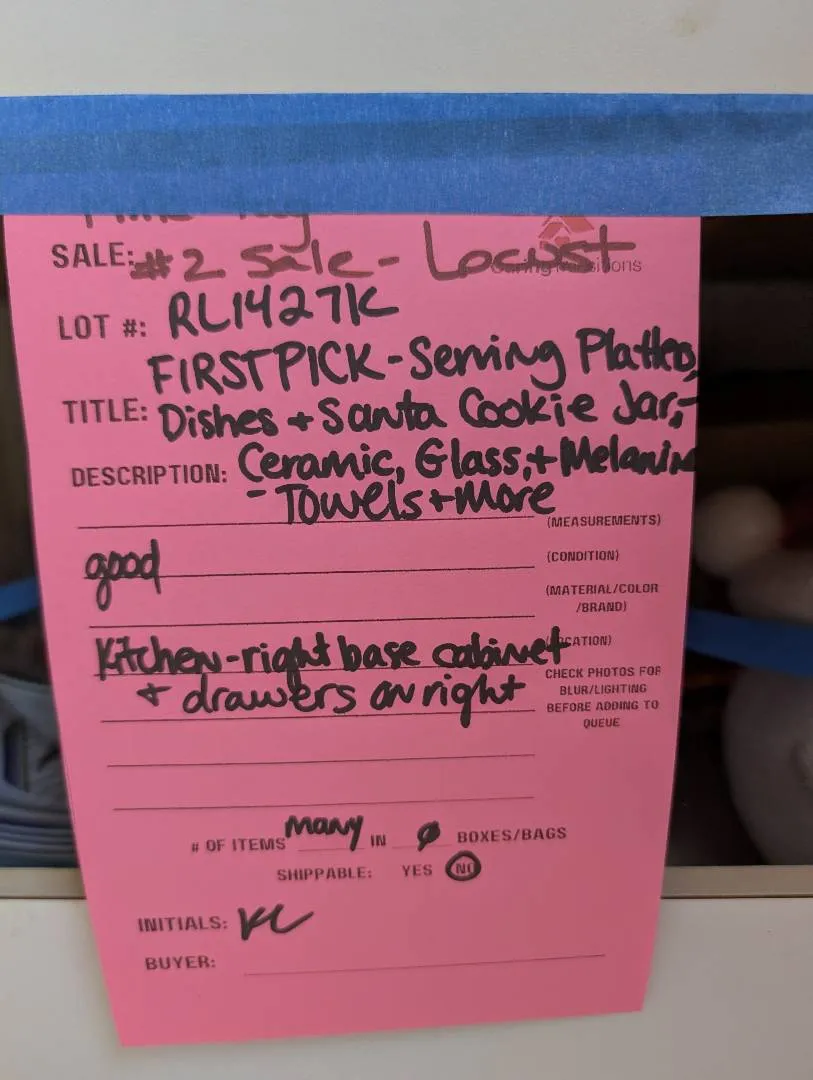 SALE: #2 Sale - Locust
LOT #: RL1427K
FIRSTPICK - Serving Platters,
TITLE: Dishes + Santa Cookie Jar, -
DESCRIPTION: Ceramic, Glass, + Melamine
- Towels + More
(MEASUREMENTS)
good (CONDITION)
(MATERIAL/COLOR
/BRAND)
Kitchen - right base cabinet
+ drawers on right
CHECK PHOTOS FOR
BLUR/LIGHTING
BEFORE ADDING TO
QUEUE
# OF ITEMS many IN Ø BOXES/BAGS
SHIPPABLE: YES NO
INITIALS: KC
BUYER: